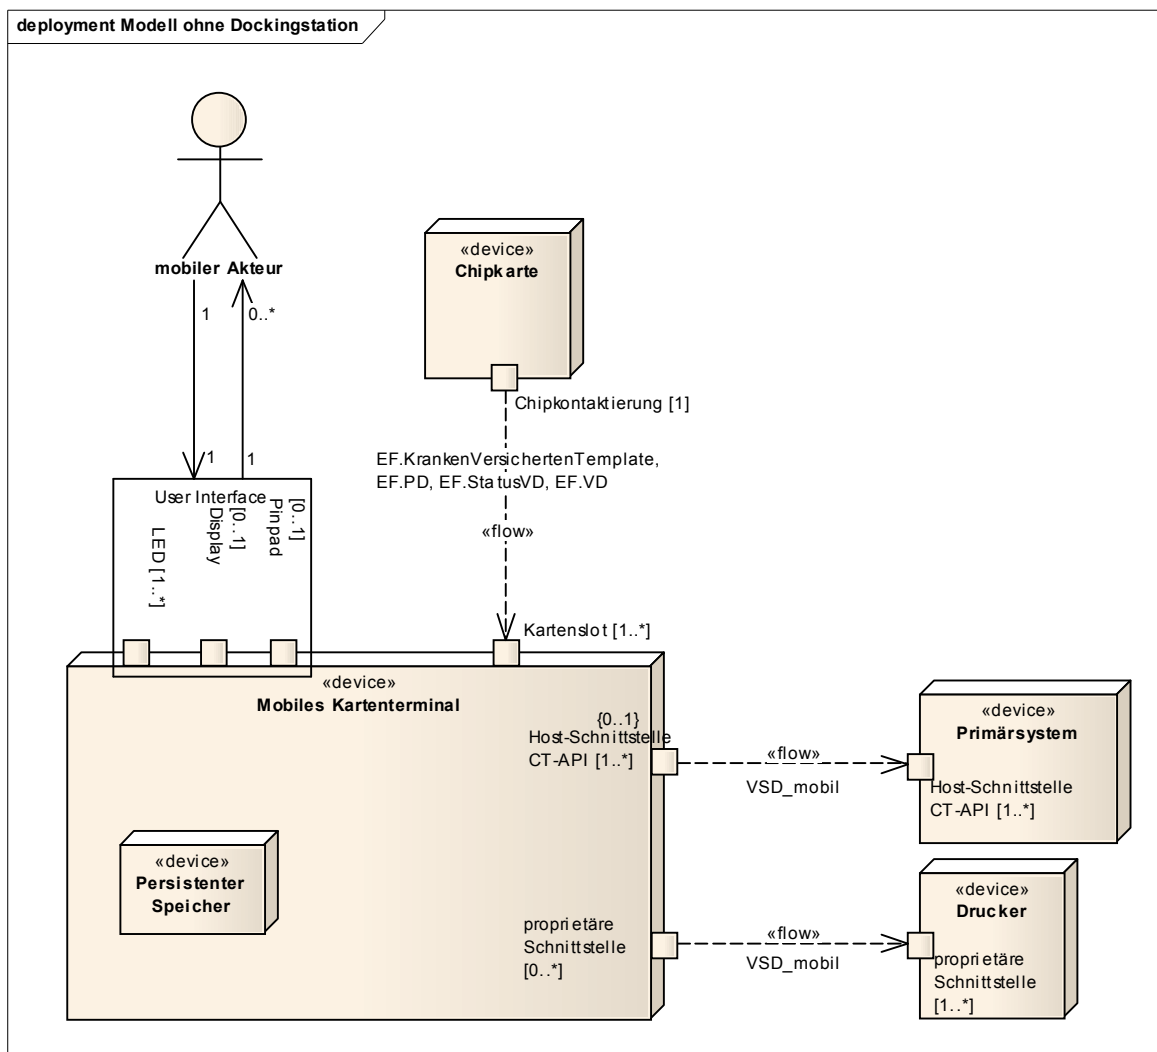 deployment Modell ohne Dockingstation
mobiler Akteur
1
0..*
1
1
User Interface
LED [1..*]
Display
[0..1]
Pinpad
[0..1]
«device»
Chipkarte
Chipkontaktierung [1]
EF.KrankenVersichertenTemplate,
EF.PD, EF.StatusVD, EF.VD
«flow»
Kartenslot [1..*]
«device»
Mobiles Kartenterminal
{0..1}
Host-Schnittstelle
CT-API [1..*]
«flow»
VSD_mobil
«device»
Primärsystem
Host-Schnittstelle
CT-API [1..*]
«device»
Persistenter
Speicher
proprietäre
Schnittstelle
[0..*]
«flow»
VSD_mobil
«device»
Drucker
proprietäre
Schnittstelle
[1..*]